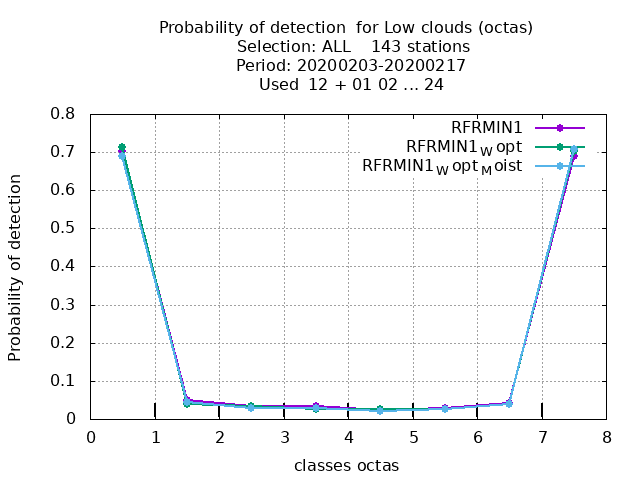 Probability of detection  for Low clouds (octas)
Selection: ALL    143 stations
Period: 20200203-20200217
Used  12 + 01 02 ... 24
RFRMIN1
RFRMIN1W opt
RFRMIN1W optM oist
Probability of detection
0.8
0.7
0.6
0.5
0.4
0.3
0.2
0.1
0
0 1 2 3 4 5 6 7 8
classes octas